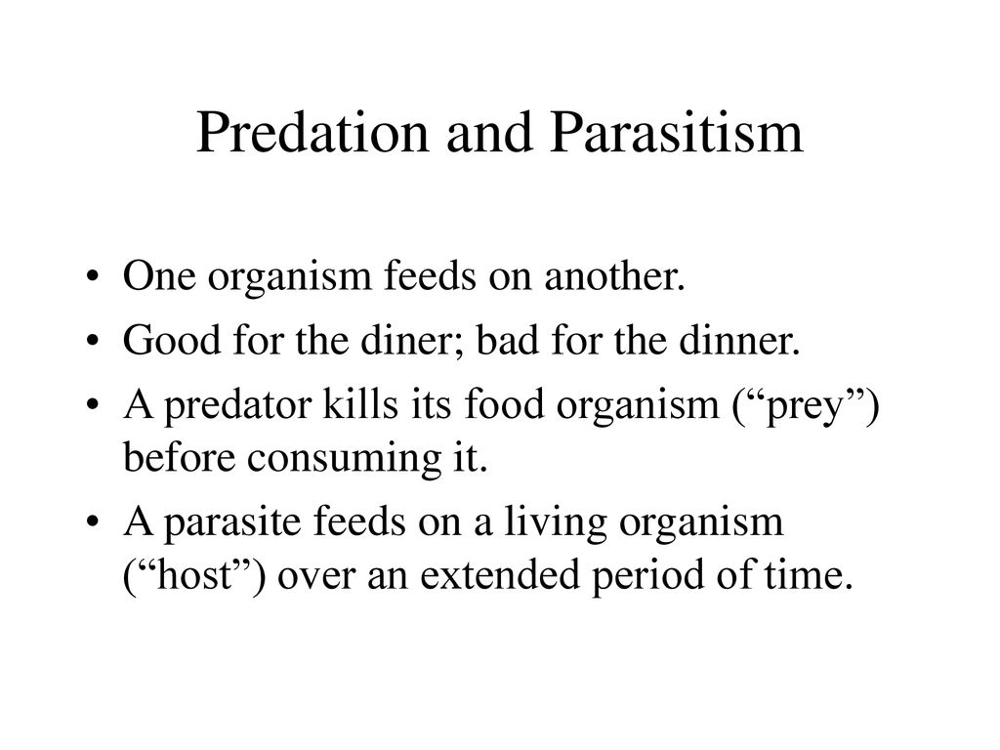 Predation and Parasitism
• One organism feeds on another.
• Good for the diner; bad for the dinner.
• A predator kills its food organism (“prey”)
before consuming it.
• A parasite feeds on a living organism
(“host”) over an extended period of time.